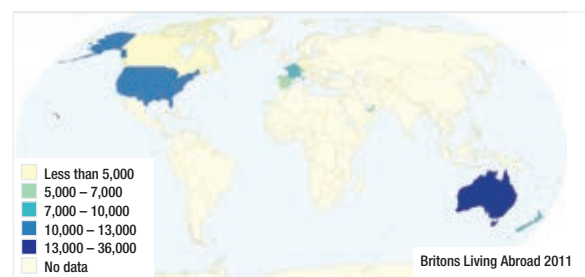 Less than 5,000
5,000 – 7,000
7,000 – 10,000
10,000 – 13,000
13,000 – 36,000
No data
Britons Living Abroad 2011